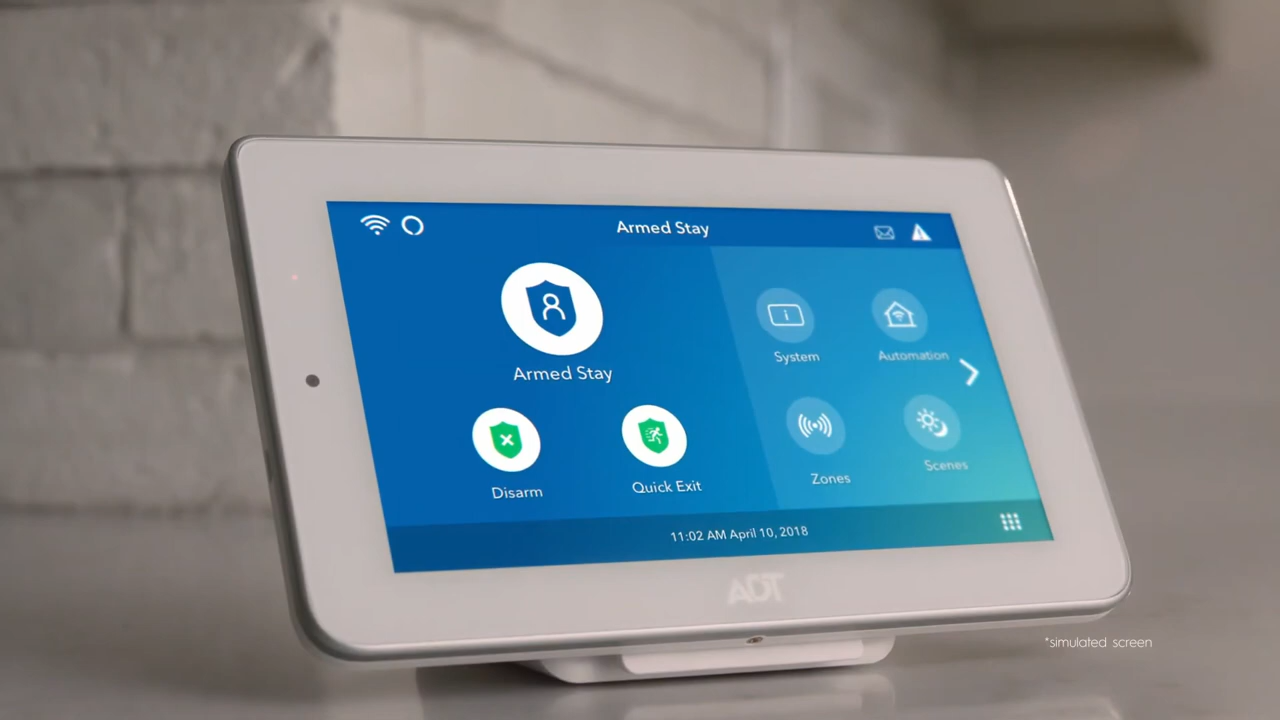 Armed Stay
Armed Stay
System
Automation
Disarm
Quick Exit
Zones
Scenes
11:02 AM April 10, 2018
ADT
*simulated screen